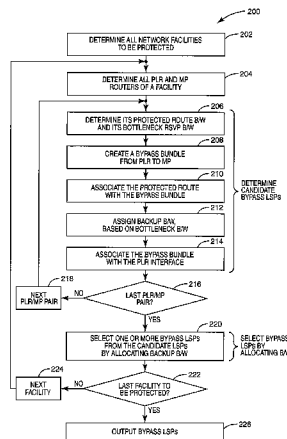 200
DETERMINE ALL NETWORK FACILITIES
TO BE PROTECTED
202
DETERMINE ALL PLR AND MP
ROUTERS OF A FACILITY
204
206
DETERMINE ITS PROTECTED ROUTE B/W
AND ITS BOTTLENECK RSVP B/W
208
CREATE A BYPASS BUNDLE
FROM PLR TO MP
210
ASSOCIATE THE PROTECTED ROUTE
WITH THE BYPASS BUNDLE
212
ASSIGN BACKUP B/W,
BASED ON BOTTLENECK B/W
214
ASSOCIATE THE BYPASS BUNDLE
WITH THE PLR INTERFACE
DETERMINE
CANDIDATE
BYPASS LSPs
218
NEXT
PLR/MP PAIR
NO
LAST PLR/MP
PAIR?
216
YES
220
SELECT ONE OR MORE BYPASS LSPs
FROM THE CANDIDATE LSPs
BY ALLOCATING BACKUP B/W
SELECT BYPASS
LSPs BY
ALLOCATING B/W
224
NEXT
FACILITY
NO
LAST FACILITY TO
BE PROTECTED?
222
YES
226
OUTPUT BYPASS LSPs